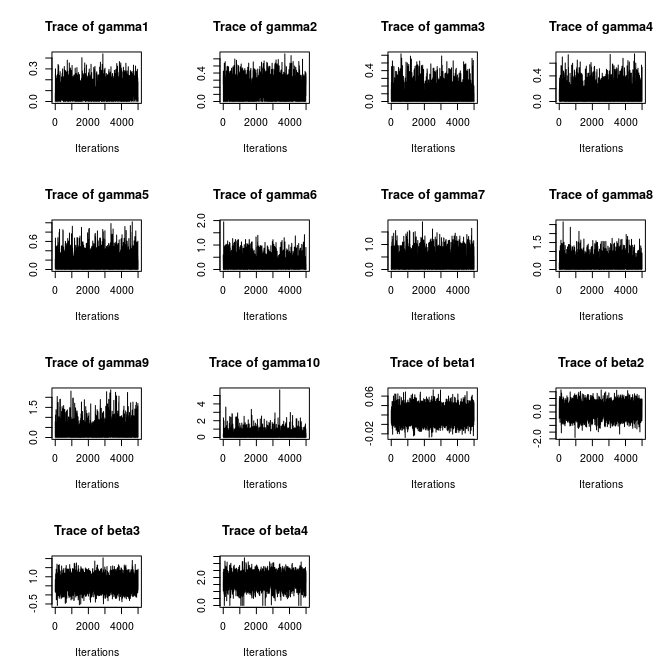 Trace of gamma1
0.0 0.3
0 2000 4000
Iterations
Trace of gamma2
0.0 0.4
0 2000 4000
Iterations
Trace of gamma3
0.0 0.4
0 2000 4000
Iterations
Trace of gamma4
0.0 0.4
0 2000 4000
Iterations
Trace of gamma5
0.0 0.6
0 2000 4000
Iterations
Trace of gamma6
0.0 1.0 2.0
0 2000 4000
Iterations
Trace of gamma7
0.0 1.0
0 2000 4000
Iterations
Trace of gamma8
0.0 1.5
0 2000 4000
Iterations
Trace of gamma9
0.0 1.5
0 2000 4000
Iterations
Trace of gamma10
0 2 4
0 2000 4000
Iterations
Trace of beta1
-0.02 0.06
0 2000 4000
Iterations
Trace of beta2
-2.0 0.0
0 2000 4000
Iterations
Trace of beta3
-0.5 1.0
0 2000 4000
Iterations
Trace of beta4
0.0 2.0
0 2000 4000
Iterations